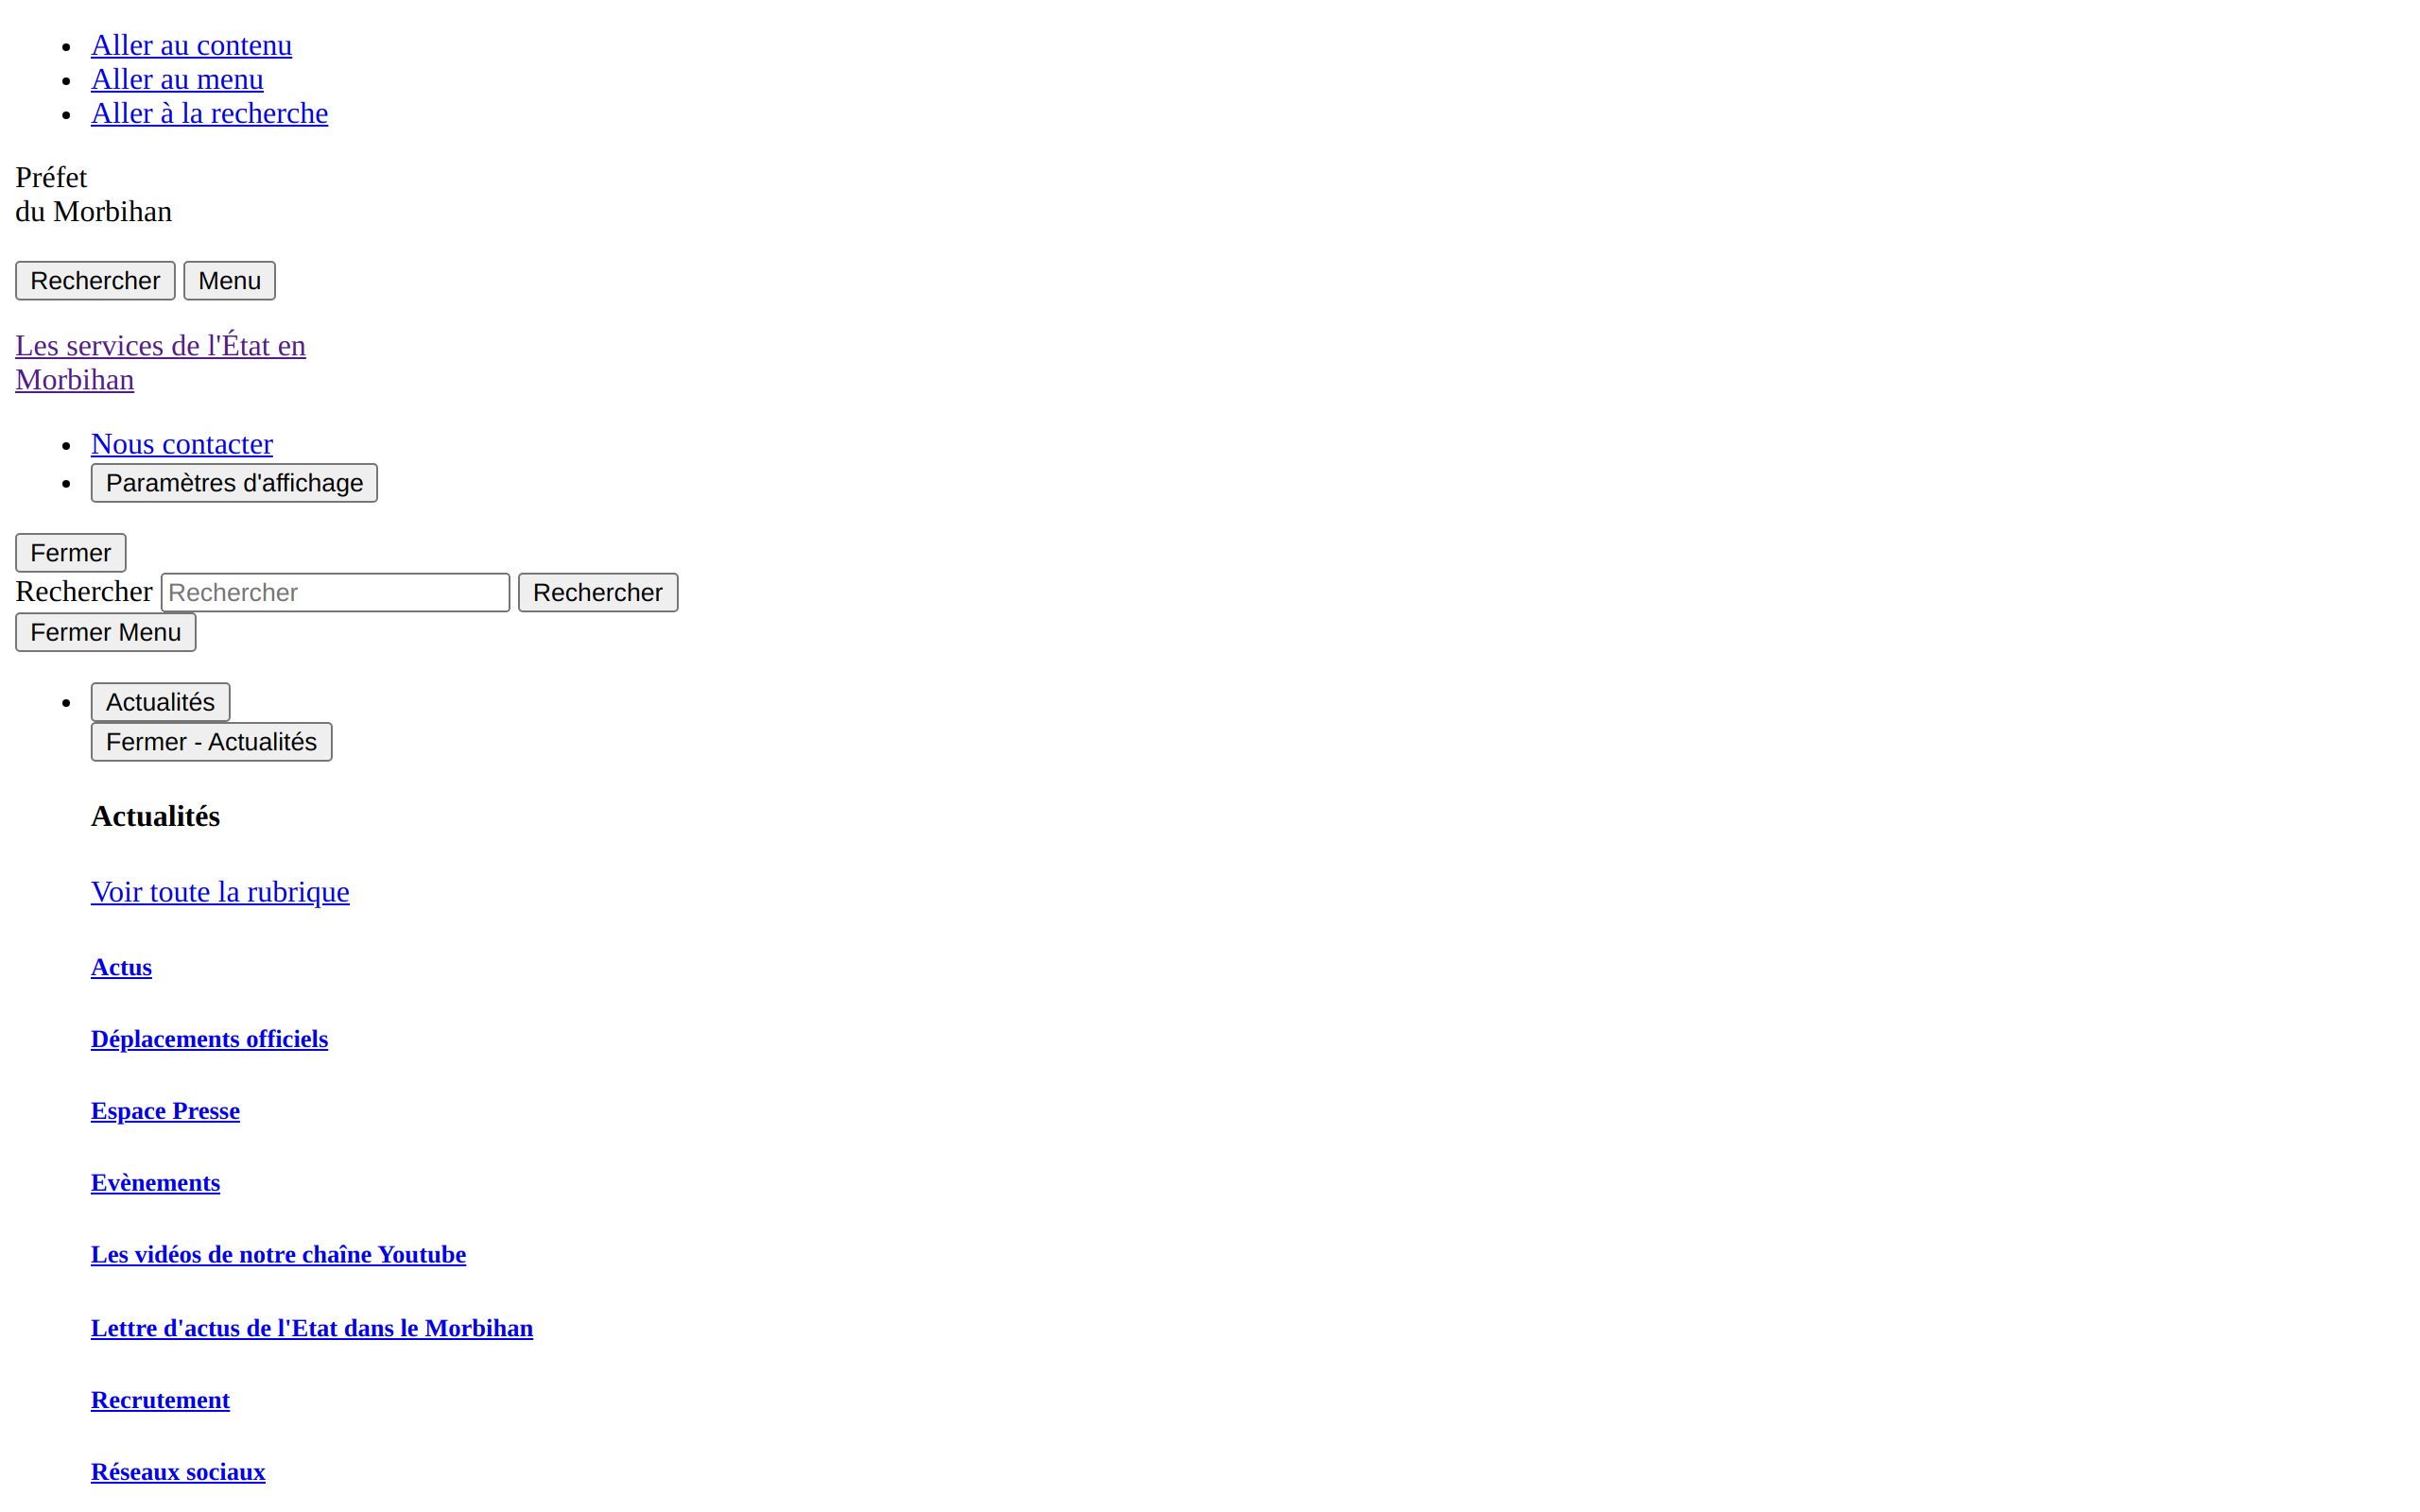 Aller au contenu
Aller au menu
Aller à la recherche
Préfet
du Morbihan
Rechercher Menu
Les services de l'État en
Morbihan
Nous contacter
Paramètres d'affichage
Fermer
Rechercher Rechercher Rechercher
Fermer Menu
Actualités
Fermer - Actualités
Actualités
Voir toute la rubrique
Actus
Déplacements officiels
Espace Presse
Evènements
Les vidéos de notre chaîne Youtube
Lettre d'actus de l'Etat dans le Morbihan
Recrutement
Réseaux sociaux